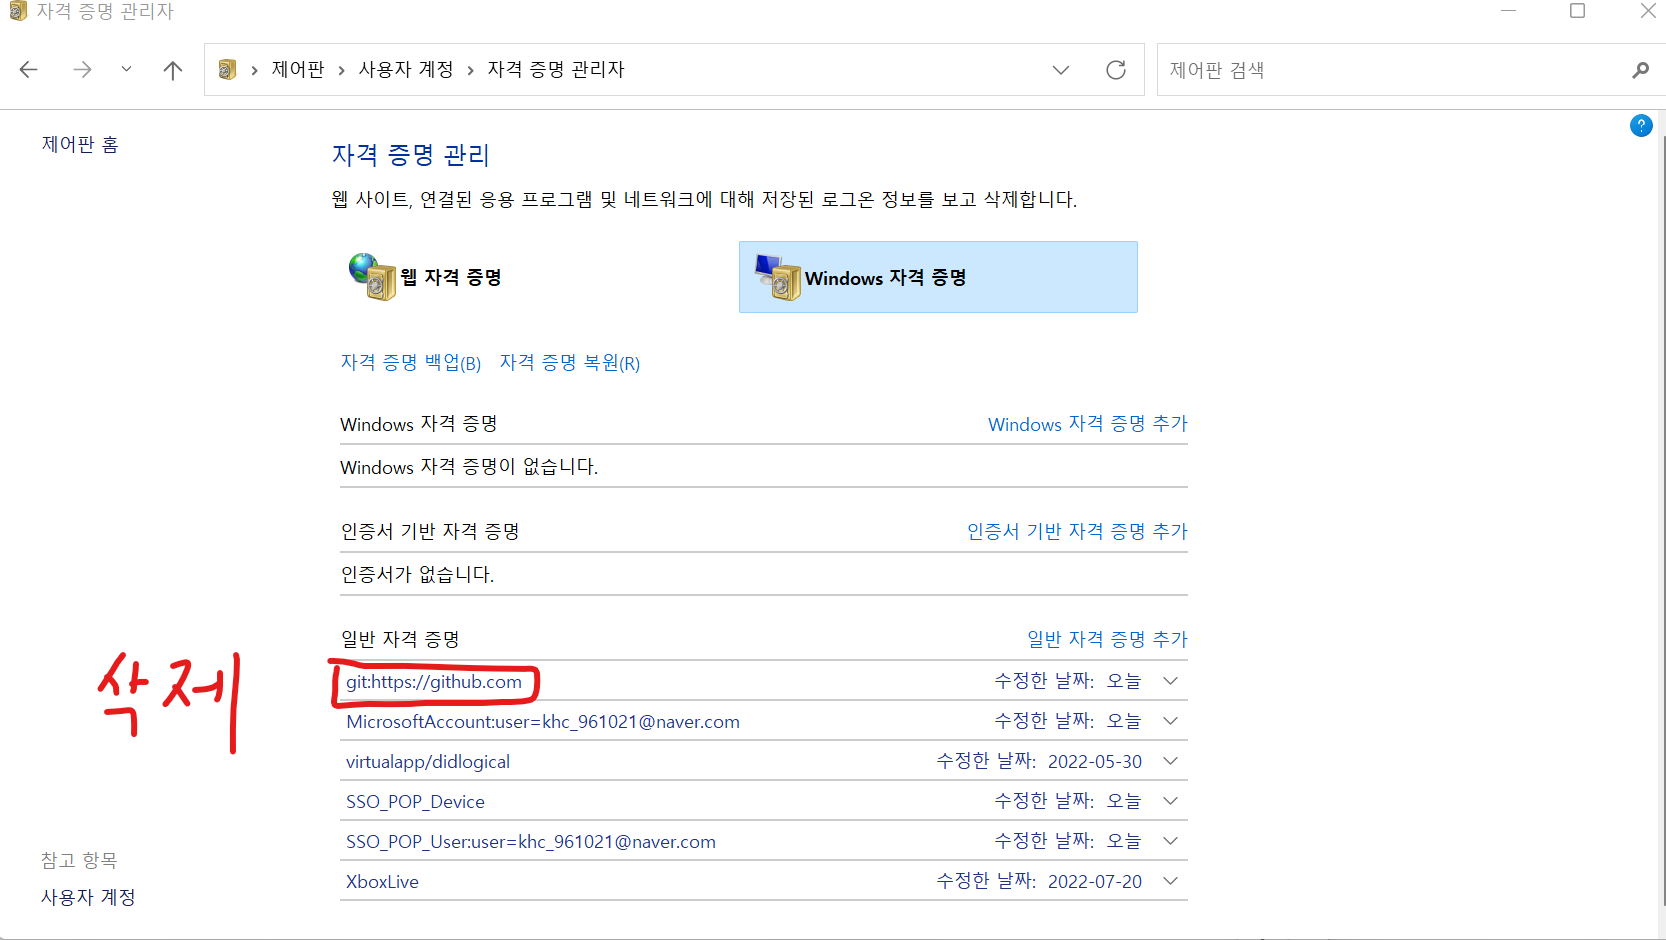 자격 증명 관리자
제어판 › 사용자 계정 › 자격 증명 관리자
제어판 검색
?
제어판 홈
자격 증명 관리
웹 사이트, 연결된 응용 프로그램 및 네트워크에 대해 저장된 로그온 정보를 보고 삭제합니다.
웹 자격 증명
Windows 자격 증명
자격 증명 백업(B) 자격 증명 복원(R)
Windows 자격 증명 Windows 자격 증명 추가
Windows 자격 증명이 없습니다.
인증서 기반 자격 증명 인증서 기반 자격 증명 추가
인증서가 없습니다.
일반 자격 증명 일반 자격 증명 추가
삭제
git:https://github.com 수정한 날짜: 오늘
MicrosoftAccount:user=khc_961021@naver.com 수정한 날짜: 오늘
virtualapp/didlogical 수정한 날짜: 2022-05-30
SSO_POP_Device 수정한 날짜: 오늘
SSO_POP_User:user=khc_961021@naver.com 수정한 날짜: 오늘
XboxLive 수정한 날짜: 2022-07-20
참고 항목
사용자 계정